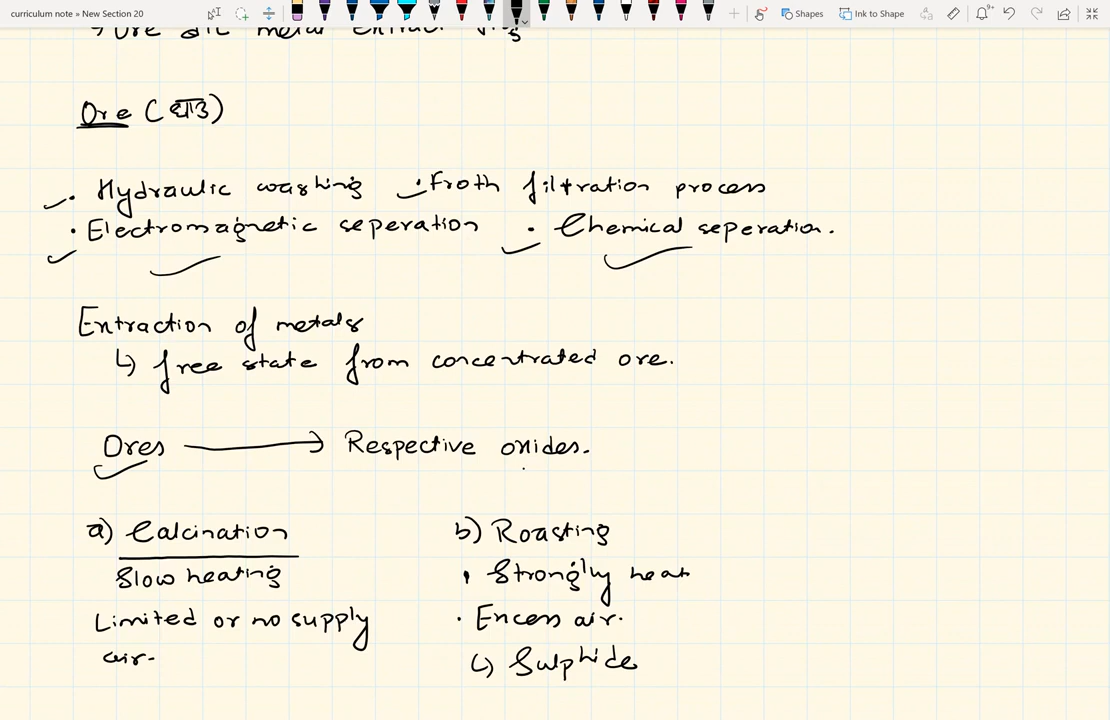 curriculum note » New Section 20
Shapes
Ink to Shape
9+
Ore (धाउ)
· Hydraulic washing · Froth filtration process
· Electromagnetic seperation · Chemical seperation.
Extraction of metals
↳ free state from concentrated ore.
Ores → Respective oxides.
a) Calcination b) Roasting
Slow heating · Strongly heat
Limited or no supply · Excess air.
air. ↳ Sulphide